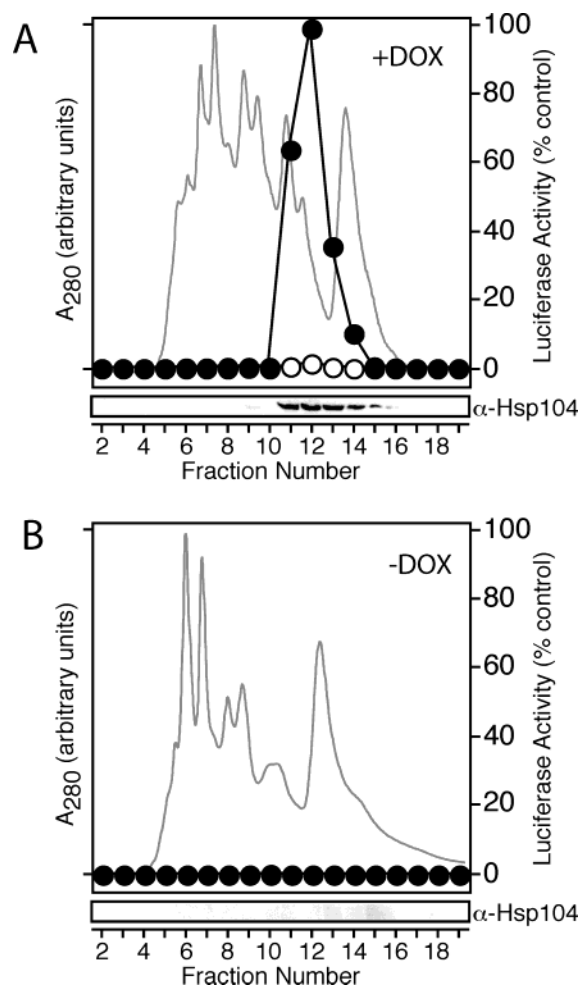 A
+DOX
A280 (arbitrary units)
Luciferase Activity (% control)
100
80
60
40
20
0
α-Hsp104
2 4 6 8 10 12 14 16 18
Fraction Number
B
-DOX
A280 (arbitrary units)
Luciferase Activity (% control)
100
80
60
40
20
0
α-Hsp104
2 4 6 8 10 12 14 16 18
Fraction Number